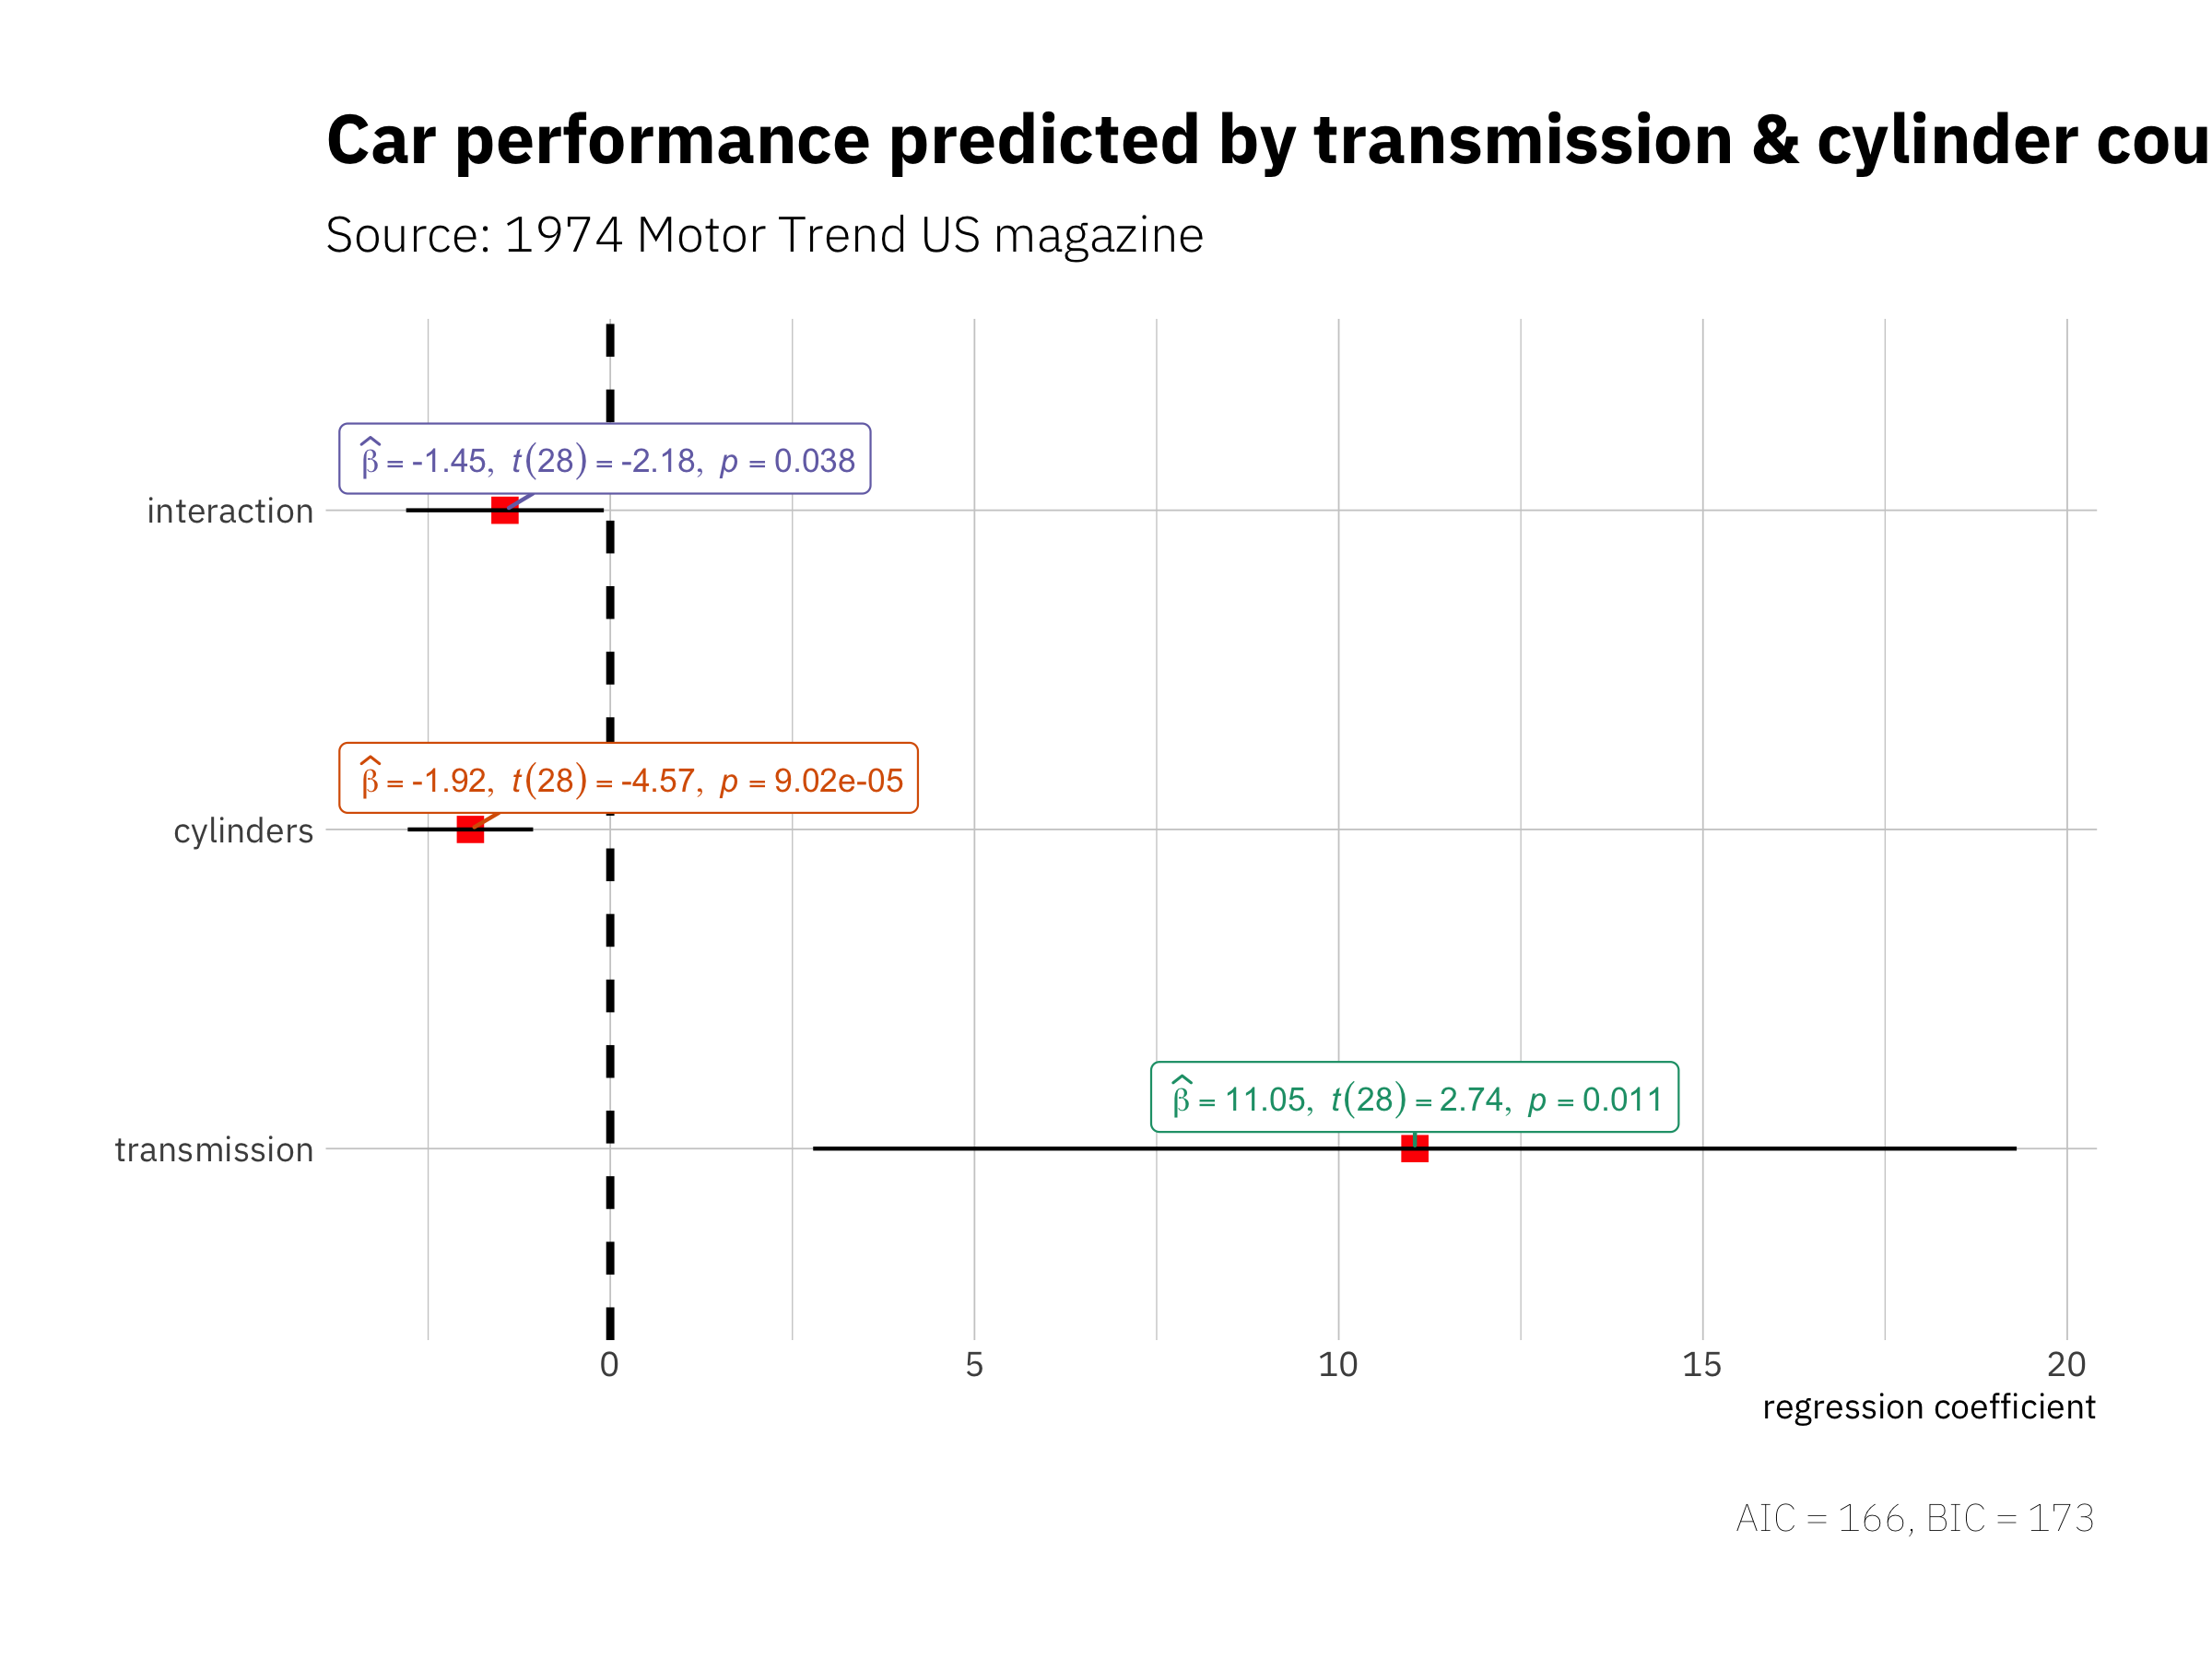 Car performance predicted by transmission & cylinder cou
Source: 1974 Motor Trend US magazine
β̂ = -1.45, t(28) = -2.18, p = 0.038
interaction
β̂ = -1.92, t(28) = -4.57, p = 9.02e-05
cylinders
β̂ = 11.05, t(28) = 2.74, p = 0.011
transmission
0 5 10 15 20
regression coefficient
AIC = 166, BIC = 173